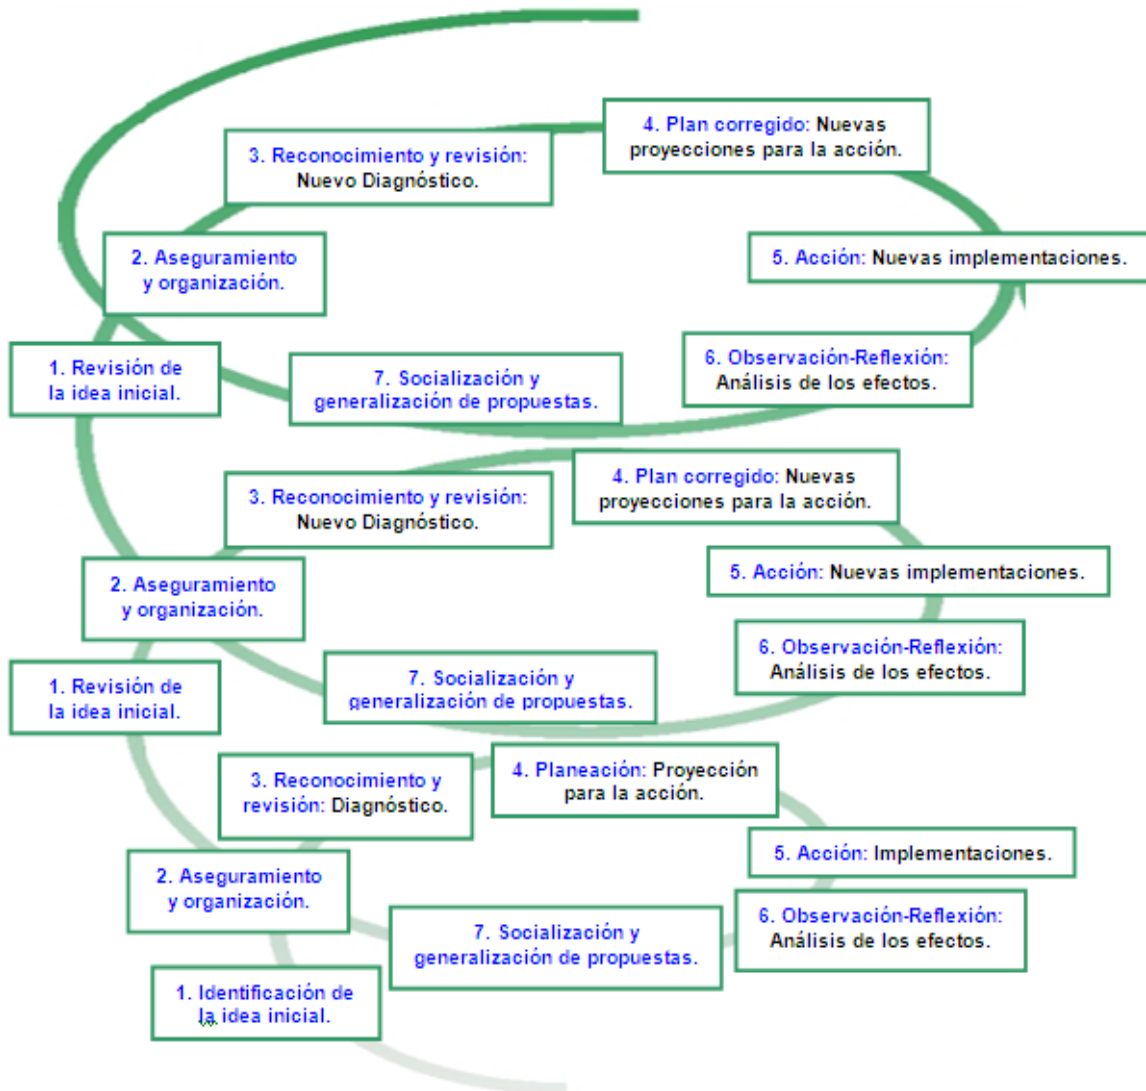 4. Plan corregido: Nuevas
proyecciones para la acción.
3. Reconocimiento y revisión:
Nuevo Diagnóstico.
2. Aseguramiento
y organización.
5. Acción: Nuevas implementaciones.
1. Revisión de
la idea inicial.
6. Observación-Reflexión:
Análisis de los efectos.
7. Socialización y
generalización de propuestas.
4. Plan corregido: Nuevas
proyecciones para la acción.
3. Reconocimiento y revisión:
Nuevo Diagnóstico.
5. Acción: Nuevas implementaciones.
2. Aseguramiento
y organización.
6. Observación-Reflexión:
Análisis de los efectos.
1. Revisión de
la idea inicial.
7. Socialización y
generalización de propuestas.
4. Planeación: Proyección
para la acción.
3. Reconocimiento y
revisión: Diagnóstico.
5. Acción: Implementaciones.
2. Aseguramiento
y organización.
6. Observación-Reflexión:
Análisis de los efectos.
7. Socialización y
generalización de propuestas.
1. Identificación de
la idea inicial.